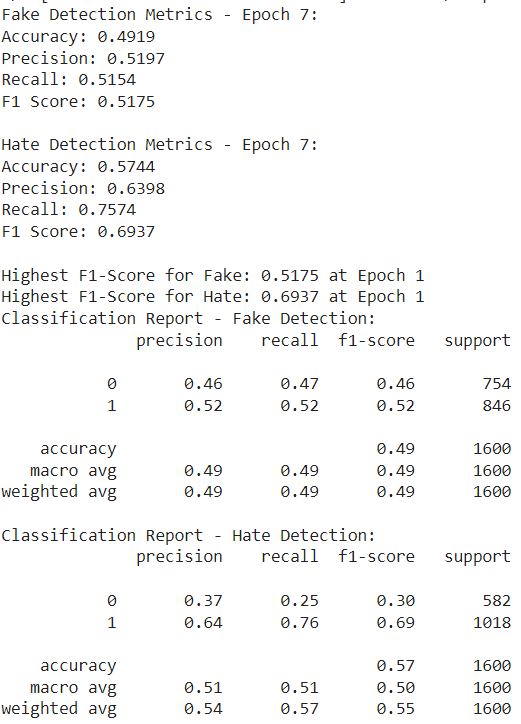 Fake Detection Metrics - Epoch 7:
Accuracy: 0.4919
Precision: 0.5197
Recall: 0.5154
F1 Score: 0.5175
Hate Detection Metrics - Epoch 7:
Accuracy: 0.5744
Precision: 0.6398
Recall: 0.7574
F1 Score: 0.6937
Highest F1-Score for Fake: 0.5175 at Epoch 1
Highest F1-Score for Hate: 0.6937 at Epoch 1
Classification Report - Fake Detection:
precision recall f1-score support
0 0.46 0.47 0.46 754
1 0.52 0.52 0.52 846
accuracy 0.49 1600
macro avg 0.49 0.49 0.49 1600
weighted avg 0.49 0.49 0.49 1600
Classification Report - Hate Detection:
precision recall f1-score support
0 0.37 0.25 0.30 582
1 0.64 0.76 0.69 1018
accuracy 0.57 1600
macro avg 0.51 0.51 0.50 1600
weighted avg 0.54 0.57 0.55 1600